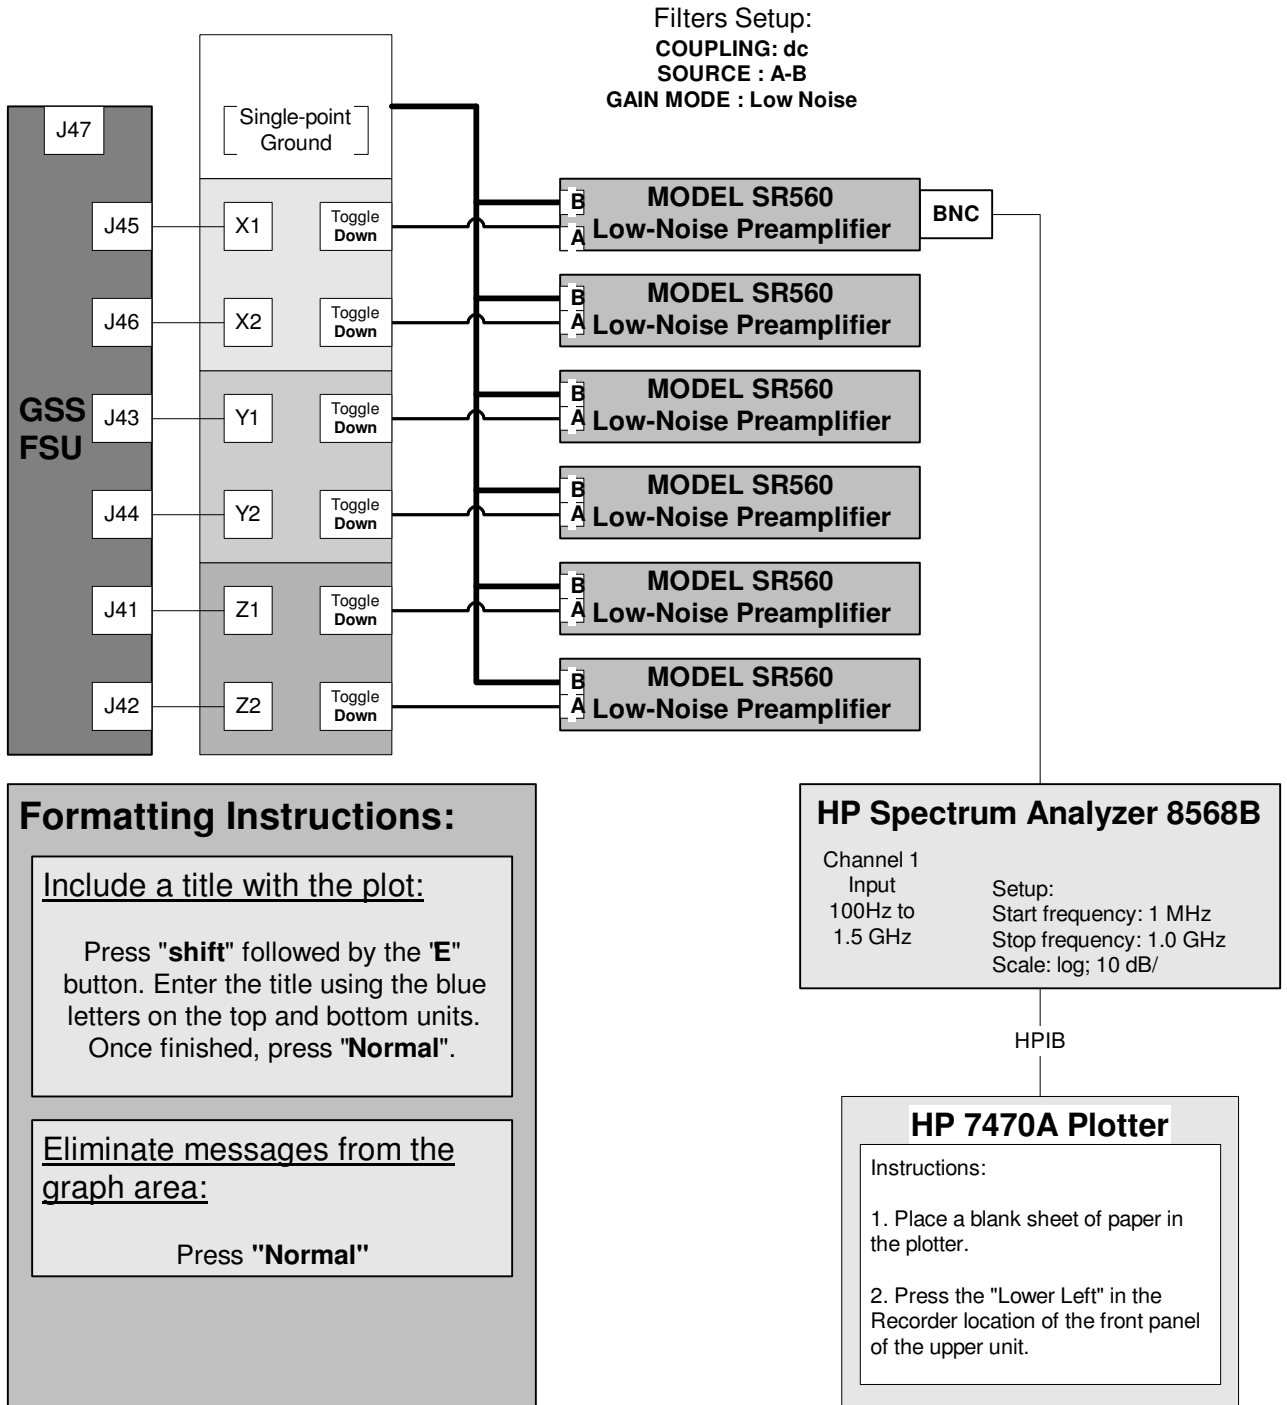 Filters Setup:
COUPLING: dc
SOURCE : A-B
GAIN MODE : Low Noise
J47
Single-point
Ground
GSS
FSU
J45
X1
Toggle
Down
B
A
MODEL SR560
Low-Noise Preamplifier
BNC
J46
X2
Toggle
Down
B
A
MODEL SR560
Low-Noise Preamplifier
J43
Y1
Toggle
Down
B
A
MODEL SR560
Low-Noise Preamplifier
J44
Y2
Toggle
Down
B
A
MODEL SR560
Low-Noise Preamplifier
J41
Z1
Toggle
Down
B
A
MODEL SR560
Low-Noise Preamplifier
J42
Z2
Toggle
Down
B
A
MODEL SR560
Low-Noise Preamplifier
Formatting Instructions:
Include a title with the plot:
Press "shift" followed by the "E"
button. Enter the title using the blue
letters on the top and bottom units.
Once finished, press "Normal".
Eliminate messages from the
graph area:
Press "Normal"
HP Spectrum Analyzer 8568B
Channel 1
Input
100Hz to
1.5 GHz
Setup:
Start frequency: 1 MHz
Stop frequency: 1.0 GHz
Scale: log; 10 dB/
HPIB
HP 7470A Plotter
Instructions:
1. Place a blank sheet of paper in
the plotter.
2. Press the "Lower Left" in the
Recorder location of the front panel
of the upper unit.